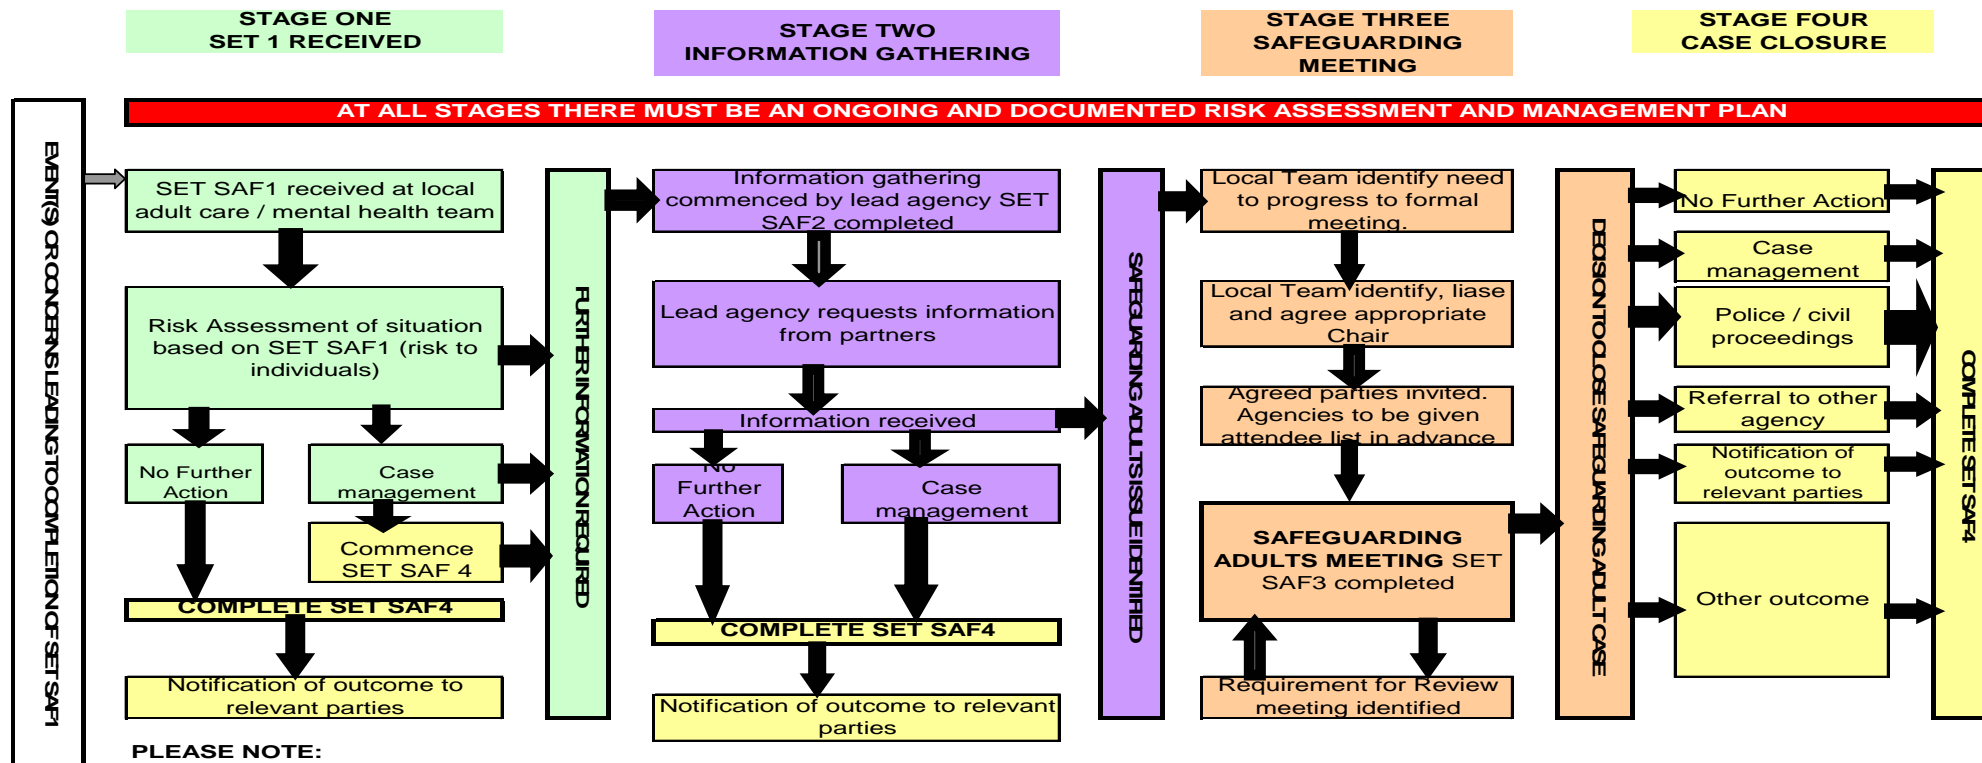 STAGE ONE
SET 1 RECEIVED
STAGE TWO
INFORMATION GATHERING
STAGE THREE
SAFEGUARDING
MEETING
STAGE FOUR
CASE CLOSURE
AT ALL STAGES THERE MUST BE AN ONGOING AND DOCUMENTED RISK ASSESSMENT AND MANAGEMENT PLAN
EVENT(S) OR CONCERNS LEADING TO COMPLETION OF SET SAF1
SET SAF1 received at local
adult care / mental health team
Risk Assessment of situation
based on SET SAF1 (risk to
individuals)
No Further
Action
Case
management
Commence
SET SAF 4
COMPLETE SET SAF4
Notification of outcome to
relevant parties
PLEASE NOTE:
FURTHER INFORMATION REQUIRED
Information gathering
commenced by lead agency SET
SAF2 completed
Lead agency requests information
from partners
Information received
No
Further
Action
Case
management
COMPLETE SET SAF4
Notification of outcome to relevant
parties
SAFEGUARDING ADULTS ISSUE IDENTIFIED
Local Team identify need
to progress to formal
meeting.
Local Team identify, liase
and agree appropriate
Chair
Agreed parties invited.
Agencies to be given
attendee list in advance
SAFEGUARDING
ADULTS MEETING SET
SAF3 completed
Requirement for Review
meeting identified
DECISION TO CLOSE SAFEGUARDING ADULT CASE
No Further Action
Case
management
Police / civil
proceedings
Referral to other
agency
Notification of
outcome to
relevant parties
Other outcome
COMPLETE SET SAF4